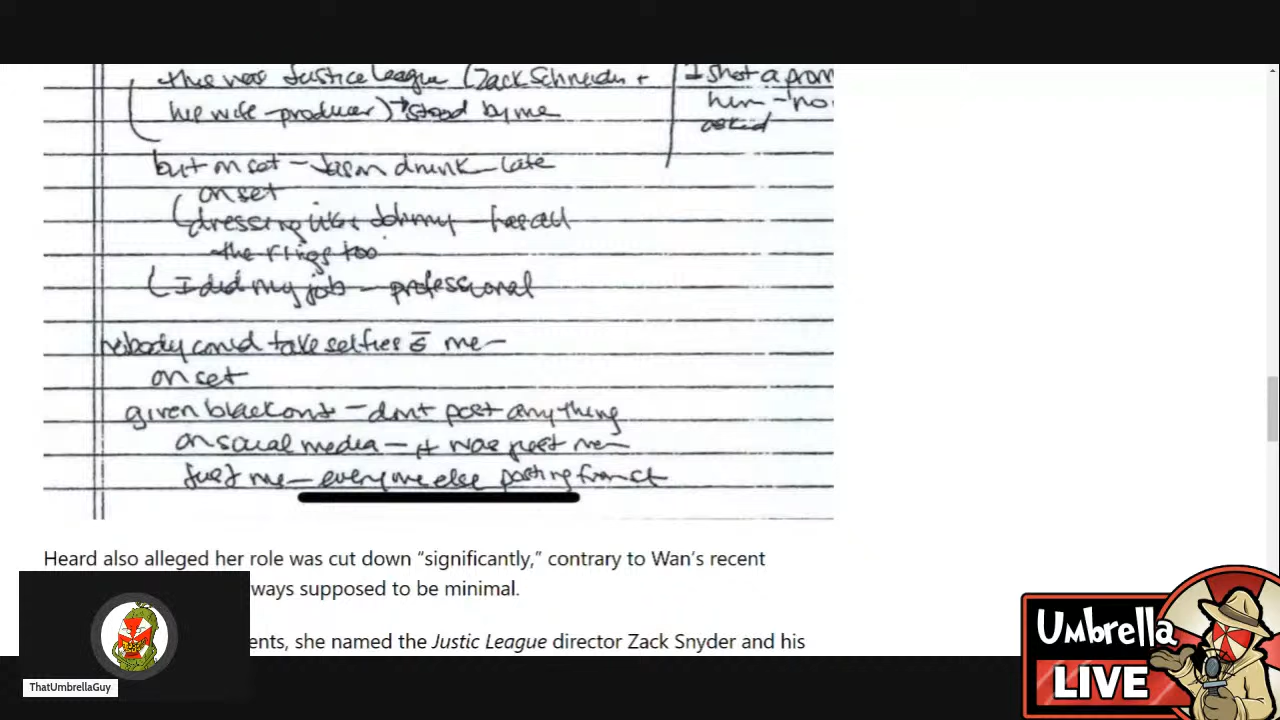 this was Justice League (Zack Schneider +
his wife - producer) → stood by me
I shot a prom
him - no
asked
but on set - Jason drunk - late
on set
(dressing like Johnny - has all
the rings too
(I did my job - professional
nobody could take selfies c̄ me -
on set
given blackout - don't post anything
on social media - it was just me
just me - everyone else posting from set
Heard also alleged her role was cut down “significantly,” contrary to Wan’s recent
ways supposed to be minimal.
ents, she named the Justic League director Zack Snyder and his
ThatUmbrellaGuy
Umbrella
LIVE